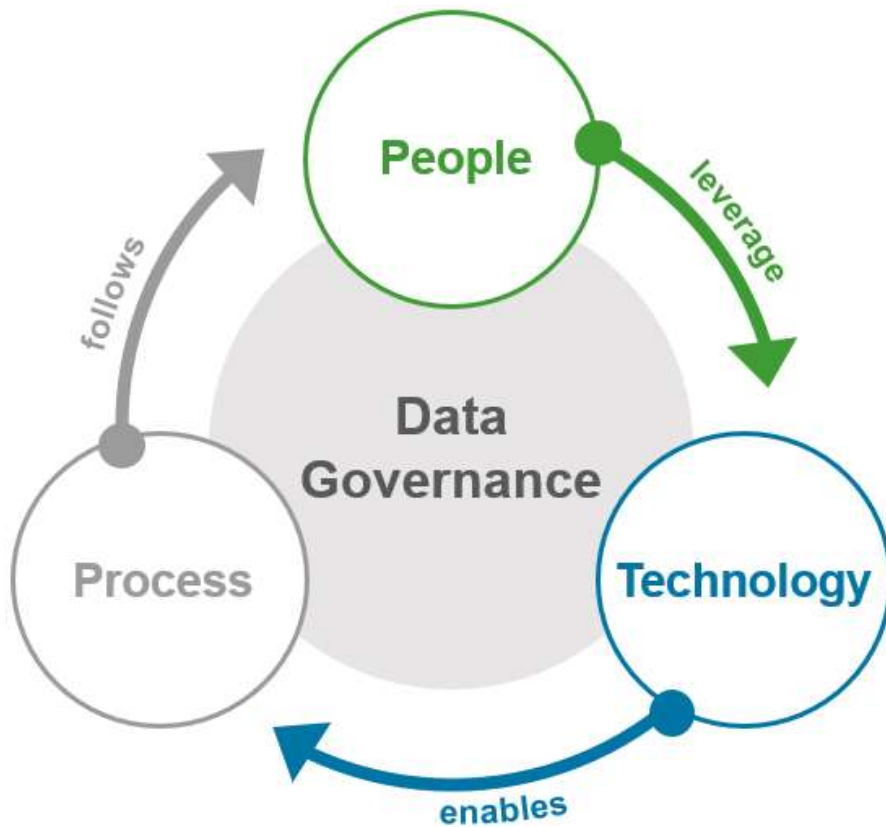 People
leverage
follows
Data
Governance
Process
Technology
enables